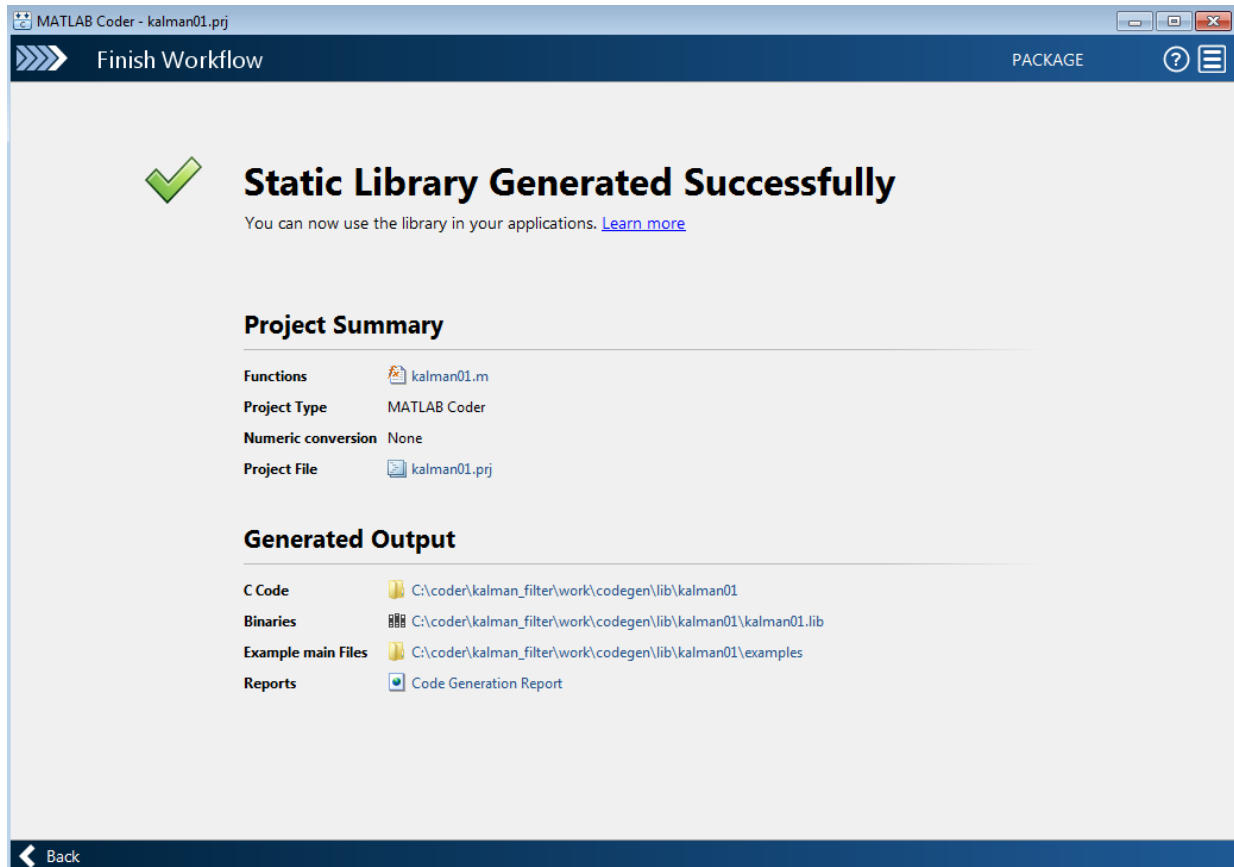 MATLAB Coder - kalman01.prj
Finish Workflow PACKAGE ?
Static Library Generated Successfully
You can now use the library in your applications. Learn more
Project Summary
Functions kalman01.m
Project Type MATLAB Coder
Numeric conversion None
Project File kalman01.prj
Generated Output
C Code C:\coder\kalman_filter\work\codegen\lib\kalman01
Binaries C:\coder\kalman_filter\work\codegen\lib\kalman01\kalman01.lib
Example main Files C:\coder\kalman_filter\work\codegen\lib\kalman01\examples
Reports Code Generation Report
Back